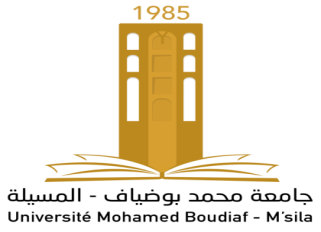 1985
جامعة محمد بوضياف - المسيلة
Université Mohamed Boudiaf - M'sila